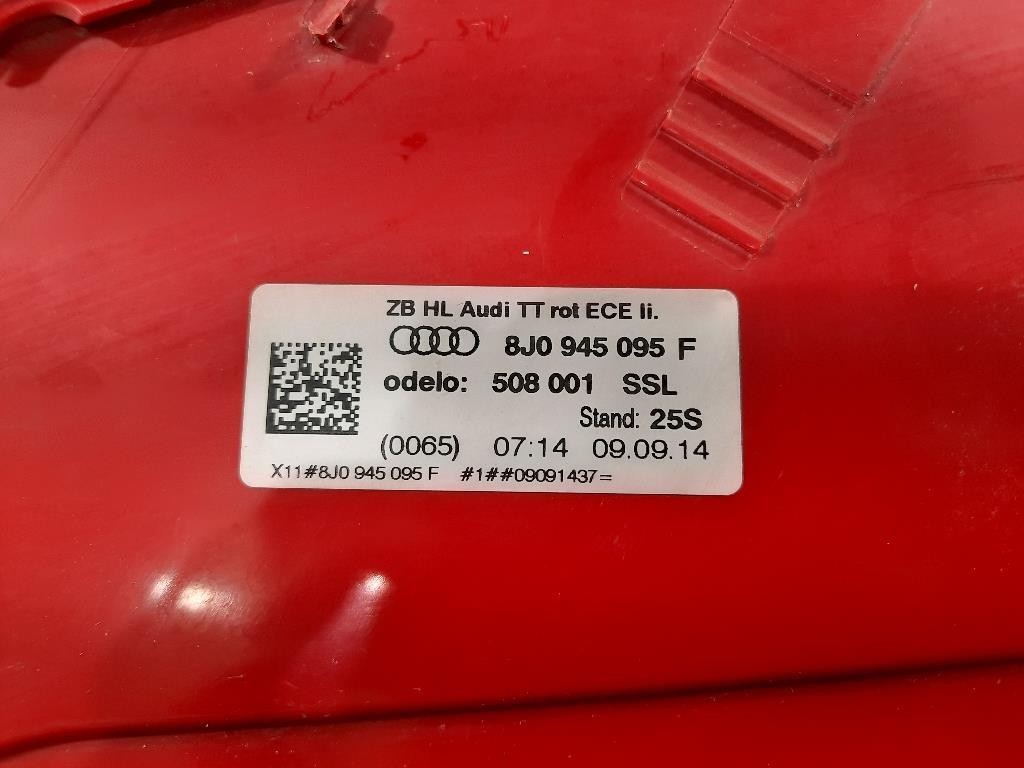 ZB HL Audi TT rot ECE li.
8J0 945 095 F
odelo: 508 001 SSL
Stand: 25S
(0065) 07:14 09.09.14
X11#8J0 945 095 F #1##09091437=